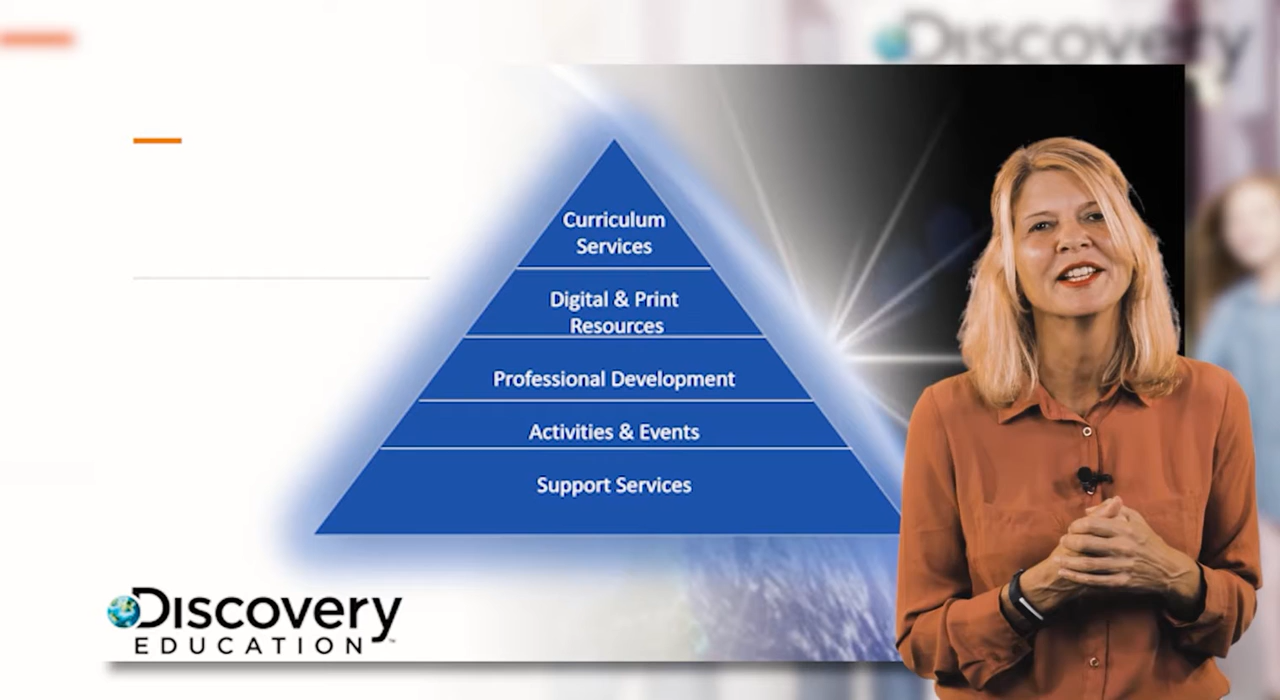 Discovery
Curriculum
Services
Digital & Print
Resources
Professional Development
Activities & Events
Support Services
Discovery
EDUCATION